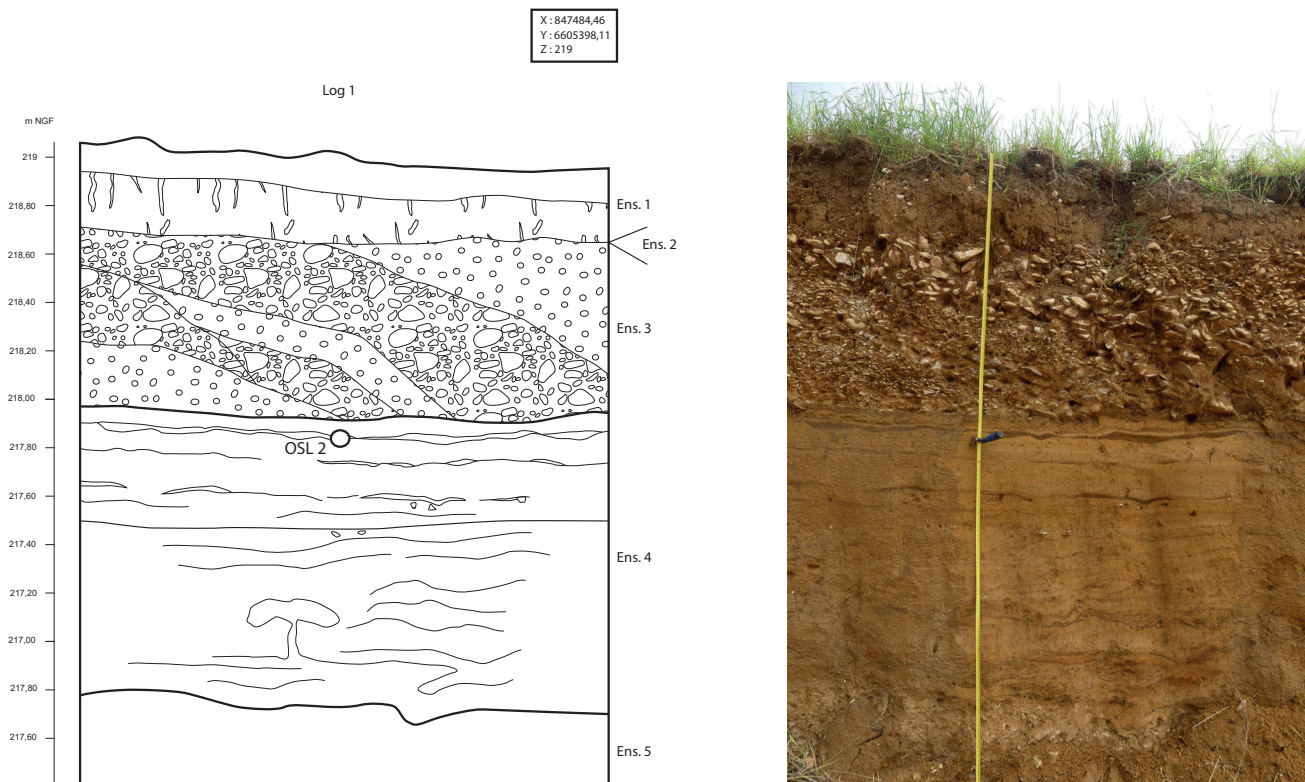 X : 847484,46
Y : 6605398,11
Z : 219
Log 1
m NGF
219
218,80
218,60
218,40
218,20
218,00
217,80
217,60
217,40
217,20
217,00
217,80
217,60
Ens. 1
Ens. 2
Ens. 3
OSL 2
Ens. 4
Ens. 5